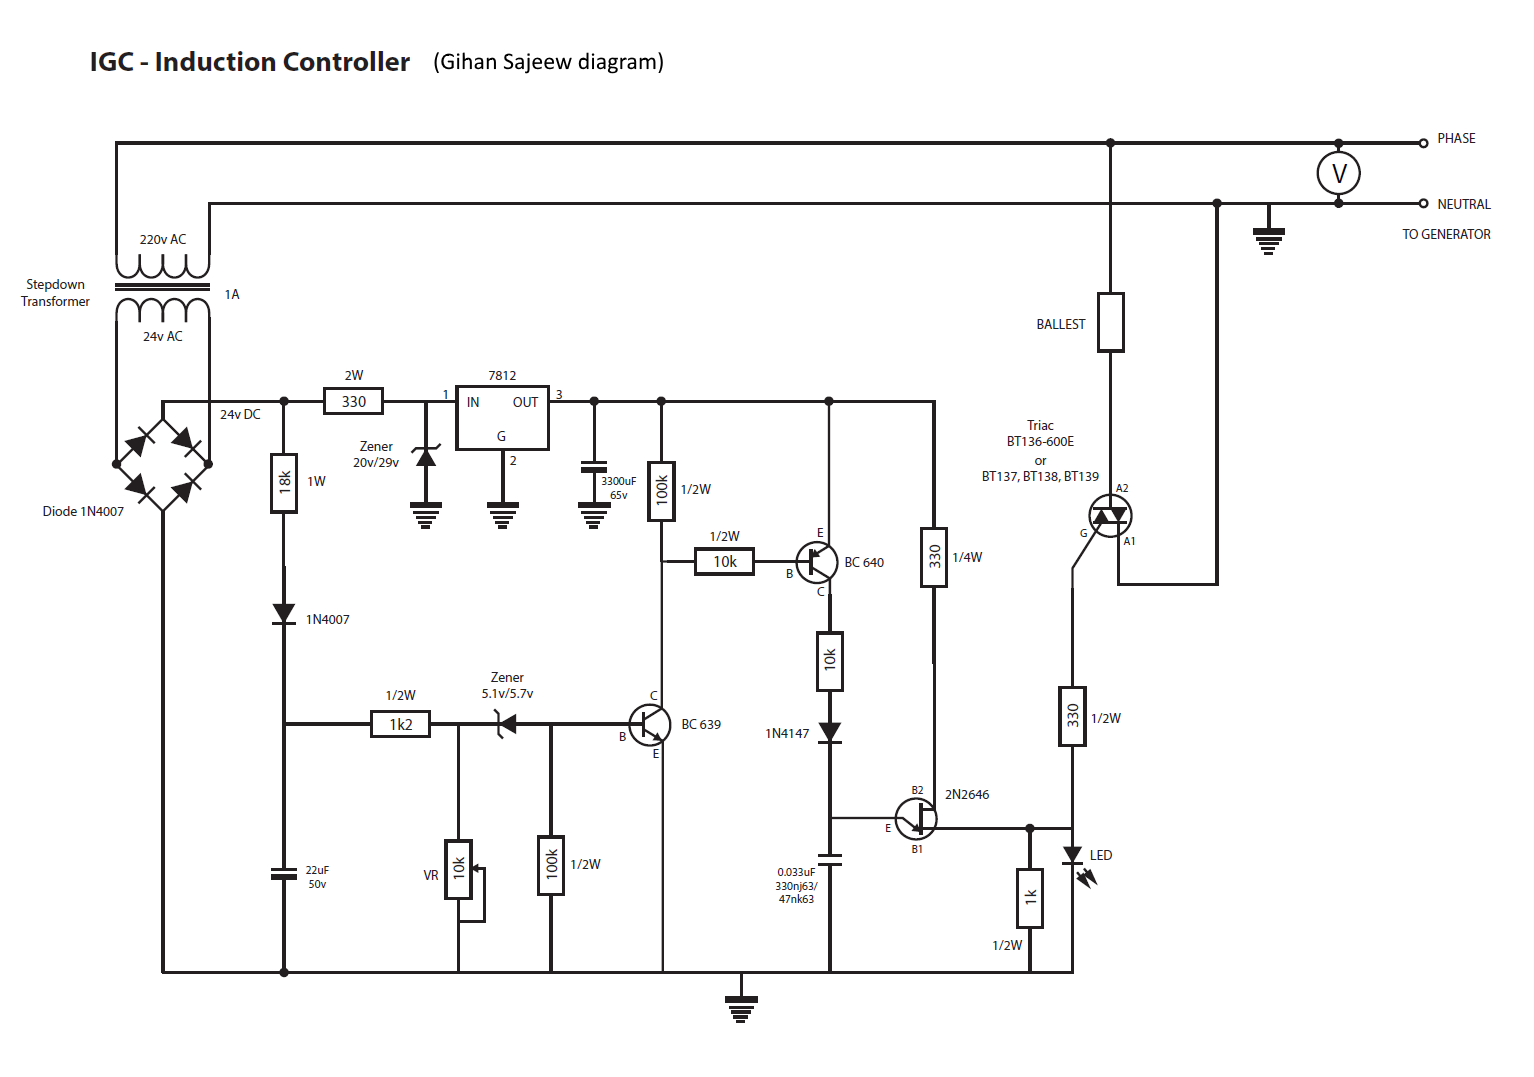 IGC - Induction Controller (Gihan Sajeew diagram)
PHASE
V
NEUTRAL
TO GENERATOR
220v AC
Stepdown
Transformer
1A
24v AC
BALLEST
2W
330
24v DC
7812
1
IN
OUT
3
G
2
Zener
20v/29v
18k
1W
Diode 1N4007
3300uF
65v
100k
1/2W
1/2W
10k
E
B
C
BC 640
330
1/4W
Triac
BT136-600E
or
BT137, BT138, BT139
A2
G
A1
1N4007
10k
1/2W
1k2
Zener
5.1v/5.7v
C
B
E
BC 639
1N4147
330
1/2W
B2
2N2646
E
B1
LED
22uF
50v
VR
10k
100k
1/2W
0.033uF
330nj63/
47nk63
1k
1/2W